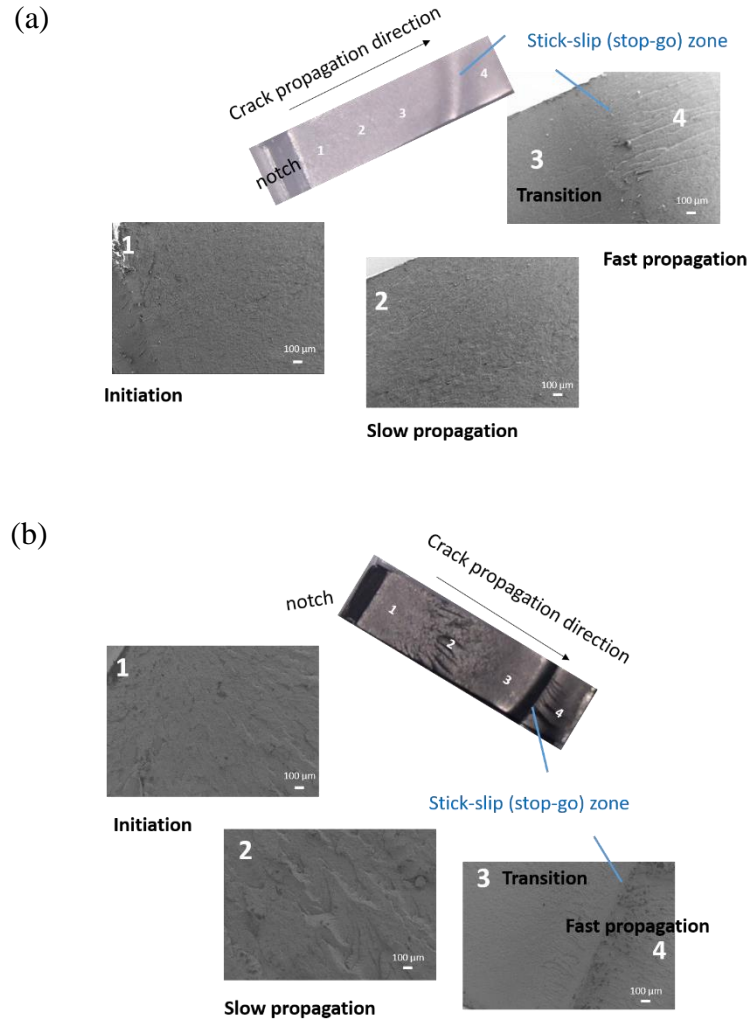 (a)
Stick-slip (stop-go) zone
Crack propagation direction
4
3
2
1
notch
3
4
Transition
100 µm
Fast propagation
1
100 µm
Initiation
2
100 µm
Slow propagation
(b)
Crack propagation direction
notch
1
2
3
4
1
100 µm
Initiation
Stick-slip (stop-go) zone
2
100 µm
Slow propagation
3
Transition
Fast propagation
4
100 µm